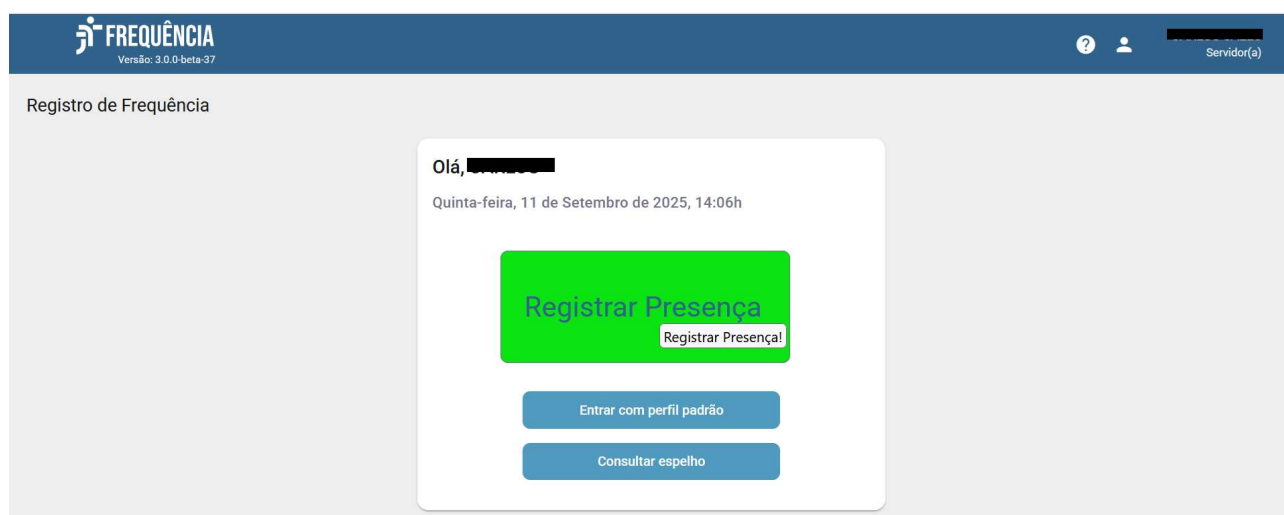 FREQUÊNCIA
Versão: 3.0.0-beta-37
Servidor(a)
Registro de Frequência
Olá,
Quinta-feira, 11 de Setembro de 2025, 14:06h
Registrar Presença
Registrar Presença!
Entrar com perfil padrão
Consultar espelho